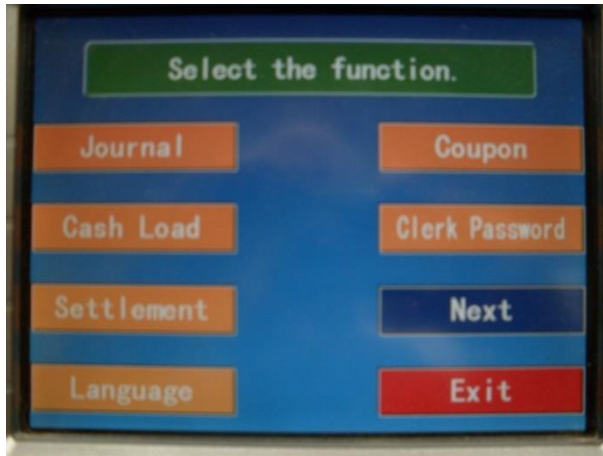 Select the function.
Journal
Coupon
Cash Load
Clerk Password
Settlement
Next
Language
Exit